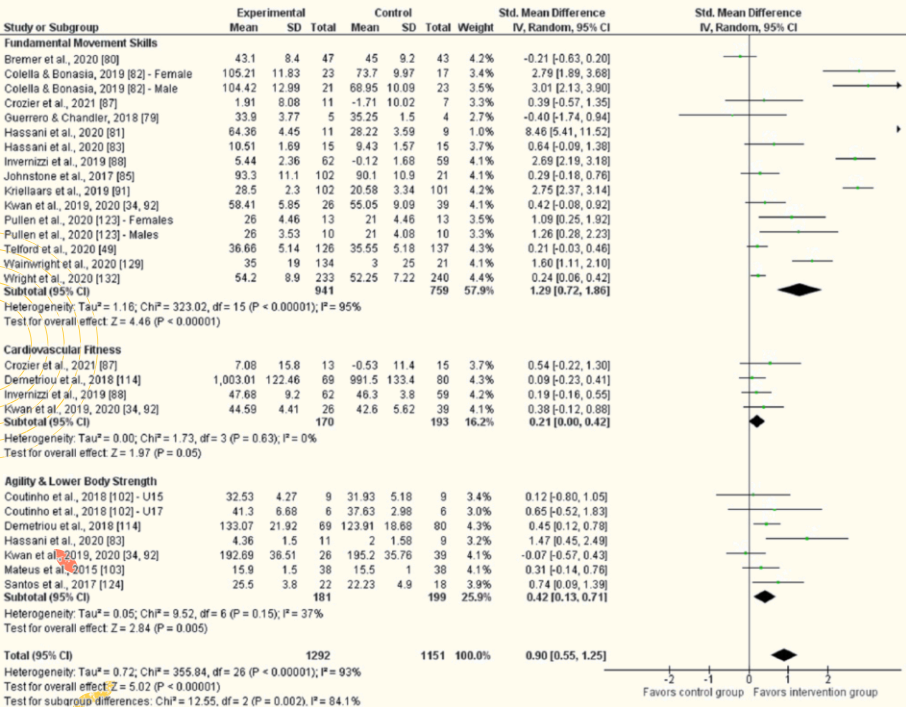 Experimental Control Std. Mean Difference Std. Mean Difference
Study or Subgroup Mean SD Total Mean SD Total Weight IV, Random, 95% CI IV, Random, 95% CI
Fundamental Movement Skills
Bremer et al., 2020 [80] 43.1 8.4 47 45 9.2 43 4.2% -0.21 [-0.63, 0.20]
Colella & Bonasia, 2019 [82] - Female 105.21 11.83 23 73.7 9.97 17 3.4% 2.79 [1.89, 3.68]
Colella & Bonasia, 2019 [82] - Male 104.42 12.99 21 68.95 10.09 23 3.4% 3.01 [2.13, 3.90]
Crozier et al., 2021 [87] 1.91 8.08 11 -1.71 10.02 7 3.3% 0.39 [-0.57, 1.35]
Guerrero & Chandler, 2018 [79] 33.9 3.77 5 35.25 1.5 4 2.8% -0.40 [-1.74, 0.94]
Hassani et al., 2020 [81] 64.36 4.45 11 28.22 3.59 9 1.0% 8.46 [5.41, 11.52]
Hassani et al., 2020 [83] 10.51 1.69 15 9.43 1.57 15 3.7% 0.64 [-0.09, 1.38]
Invernizzi et al., 2019 [88] 5.44 2.36 62 -0.12 1.68 59 4.1% 2.69 [2.19, 3.18]
Johnstone et al., 2017 [85] 93.3 11.1 102 90.1 10.9 21 4.1% 0.29 [-0.18, 0.76]
Kriellaars et al., 2019 [91] 28.5 2.3 102 20.58 3.34 101 4.2% 2.75 [2.37, 3.14]
Kwan et al., 2019, 2020 [34, 92] 58.41 5.85 26 55.05 9.09 39 4.1% 0.42 [-0.08, 0.92]
Pullen et al., 2020 [123] - Females 26 4.46 13 21 4.46 13 3.5% 1.09 [0.25, 1.92]
Pullen et al., 2020 [123] - Males 26 3.53 10 21 4.08 10 3.2% 1.26 [0.28, 2.23]
Telford et al., 2020 [49] 36.66 5.14 126 35.55 5.18 137 4.4% 0.21 [-0.03, 0.46]
Wainwright et al., 2020 [129] 35 19 134 3 25 21 4.1% 1.60 [1.11, 2.10]
Wright et al., 2020 [132] 54.2 8.9 233 52.25 7.22 240 4.4% 0.24 [0.06, 0.42]
Subtotal (95% CI) 941 759 57.9% 1.29 [0.72, 1.86]
Heterogeneity: Tau² = 1.16; Chi² = 323.02, df = 15 (P < 0.00001); I² = 95%
Test for overall effect: Z = 4.46 (P < 0.00001)
Cardiovascular Fitness
Crozier et al., 2021 [87] 7.08 15.8 13 -0.53 11.4 15 3.7% 0.54 [-0.22, 1.30]
Demetriou et al., 2018 [114] 1,003.01 122.46 69 991.5 133.4 80 4.3% 0.09 [-0.23, 0.41]
Invernizzi et al., 2019 [88] 47.68 9.2 62 46.3 3.8 59 4.3% 0.19 [-0.16, 0.55]
Kwan et al., 2019, 2020 [34, 92] 44.59 4.41 26 42.6 5.62 39 4.1% 0.38 [-0.12, 0.88]
Subtotal (95% CI) 170 193 16.2% 0.21 [0.00, 0.42]
Heterogeneity: Tau² = 0.00; Chi² = 1.73, df = 3 (P = 0.63); I² = 0%
Test for overall effect: Z = 1.97 (P = 0.05)
Agility & Lower Body Strength
Coutinho et al., 2018 [102] - U15 32.53 4.27 9 31.93 5.18 9 3.4% 0.12 [-0.80, 1.05]
Coutinho et al., 2018 [102] - U17 41.3 6.68 6 37.63 2.98 6 3.0% 0.65 [-0.52, 1.83]
Demetriou et al., 2018 [114] 133.07 21.92 69 123.91 18.68 80 4.3% 0.45 [0.12, 0.78]
Hassani et al., 2020 [83] 4.36 1.5 11 2 1.58 9 3.2% 1.47 [0.45, 2.49]
Kwan et al., 2019, 2020 [34, 92] 192.69 36.51 26 195.2 35.76 39 4.1% -0.07 [-0.57, 0.43]
Mateus et al., 2015 [103] 15.9 1.5 38 15.5 1 38 4.2% 0.31 [-0.14, 0.76]
Santos et al., 2017 [124] 25.5 3.8 22 22.23 4.9 18 3.9% 0.74 [0.09, 1.39]
Subtotal (95% CI) 181 199 25.9% 0.42 [0.13, 0.71]
Heterogeneity: Tau² = 0.05; Chi² = 9.52, df = 6 (P = 0.15); I² = 37%
Test for overall effect: Z = 2.84 (P = 0.005)
Total (95% CI) 1292 1151 100.0% 0.90 [0.55, 1.25]
Heterogeneity: Tau² = 0.72; Chi² = 355.84, df = 26 (P < 0.00001); I² = 93%
Test for overall effect: Z = 5.02 (P < 0.00001)
Test for subgroup differences: Chi² = 12.55, df = 2 (P = 0.002), I² = 84.1%
-2 -1 0 1 2
Favors control group Favors intervention group